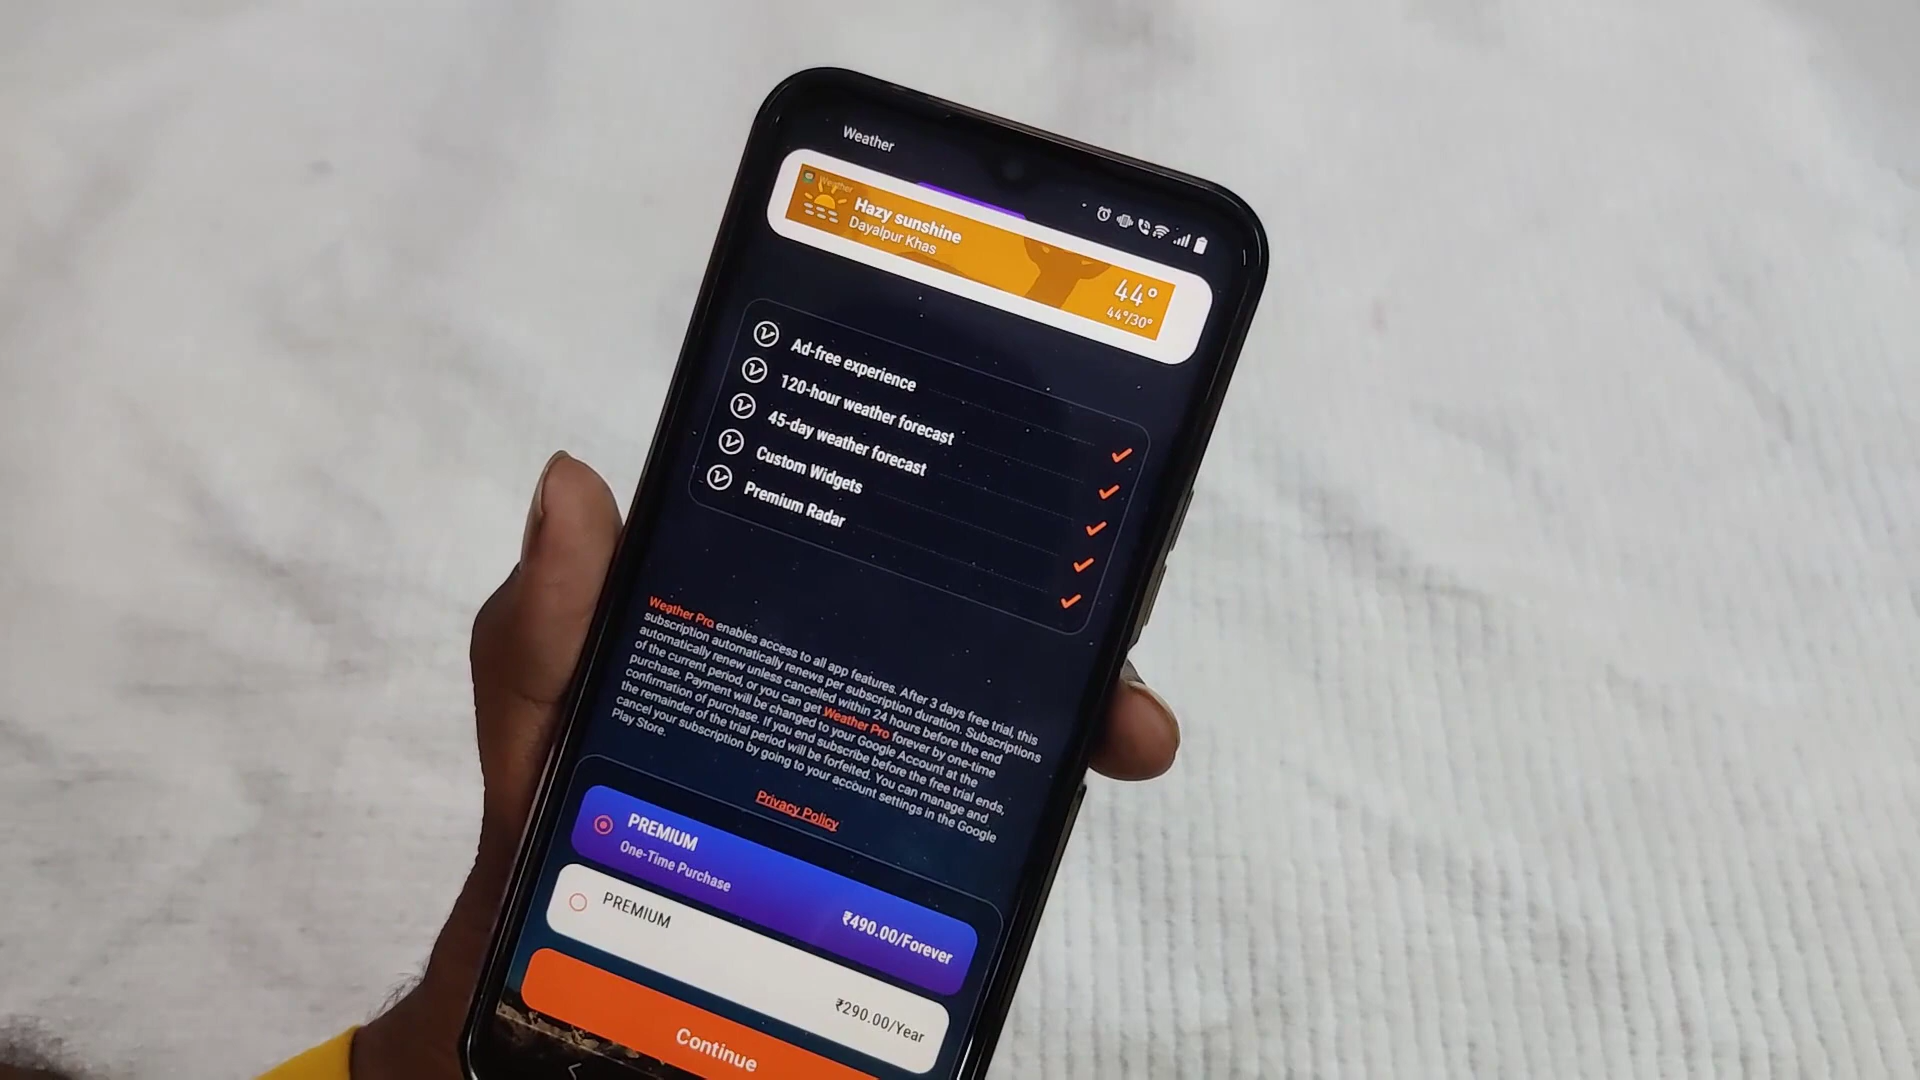 Weather
Weather
Hazy sunshine
Dayalpur Khas
44°
44°/30°
Ad-free experience
120-hour weather forecast
45-day weather forecast
Custom Widgets
Premium Radar
Weather Pro enables access to all app features. After 3 days free trial, this
subscription automatically renews per subscription duration. Subscriptions
automatically renew unless cancelled within 24 hours before the end
of the current period, or you can get Weather Pro forever by one-time
purchase. Payment will be changed to your Google Account at the
confirmation of purchase. If you end subscribe before the free trial ends,
the remainder of the trial period will be forfeited. You can manage and
cancel your subscription by going to your account settings in the Google
Play Store.
Privacy Policy
PREMIUM
One-Time Purchase
₹490.00/Forever
PREMIUM
₹290.00/Year
Continue